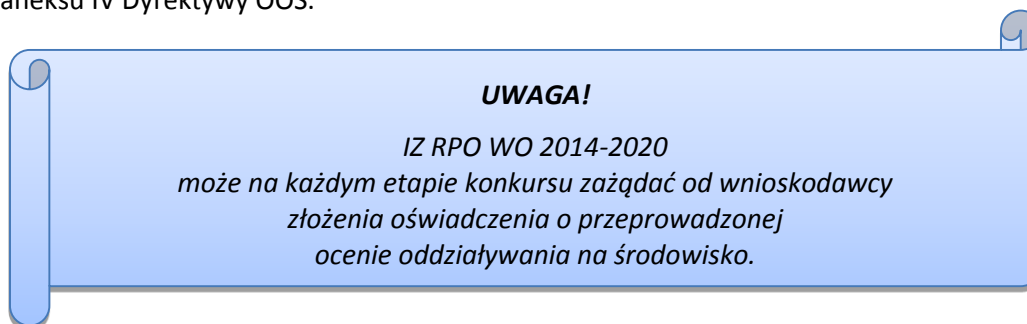 aneksu IV Dyrektywy OOŚ.
UWAGA!
IZ RPO WO 2014-2020
może na każdym etapie konkursu zażądać od wnioskodawcy
złożenia oświadczenia o przeprowadzonej
ocenie oddziaływania na środowisko.